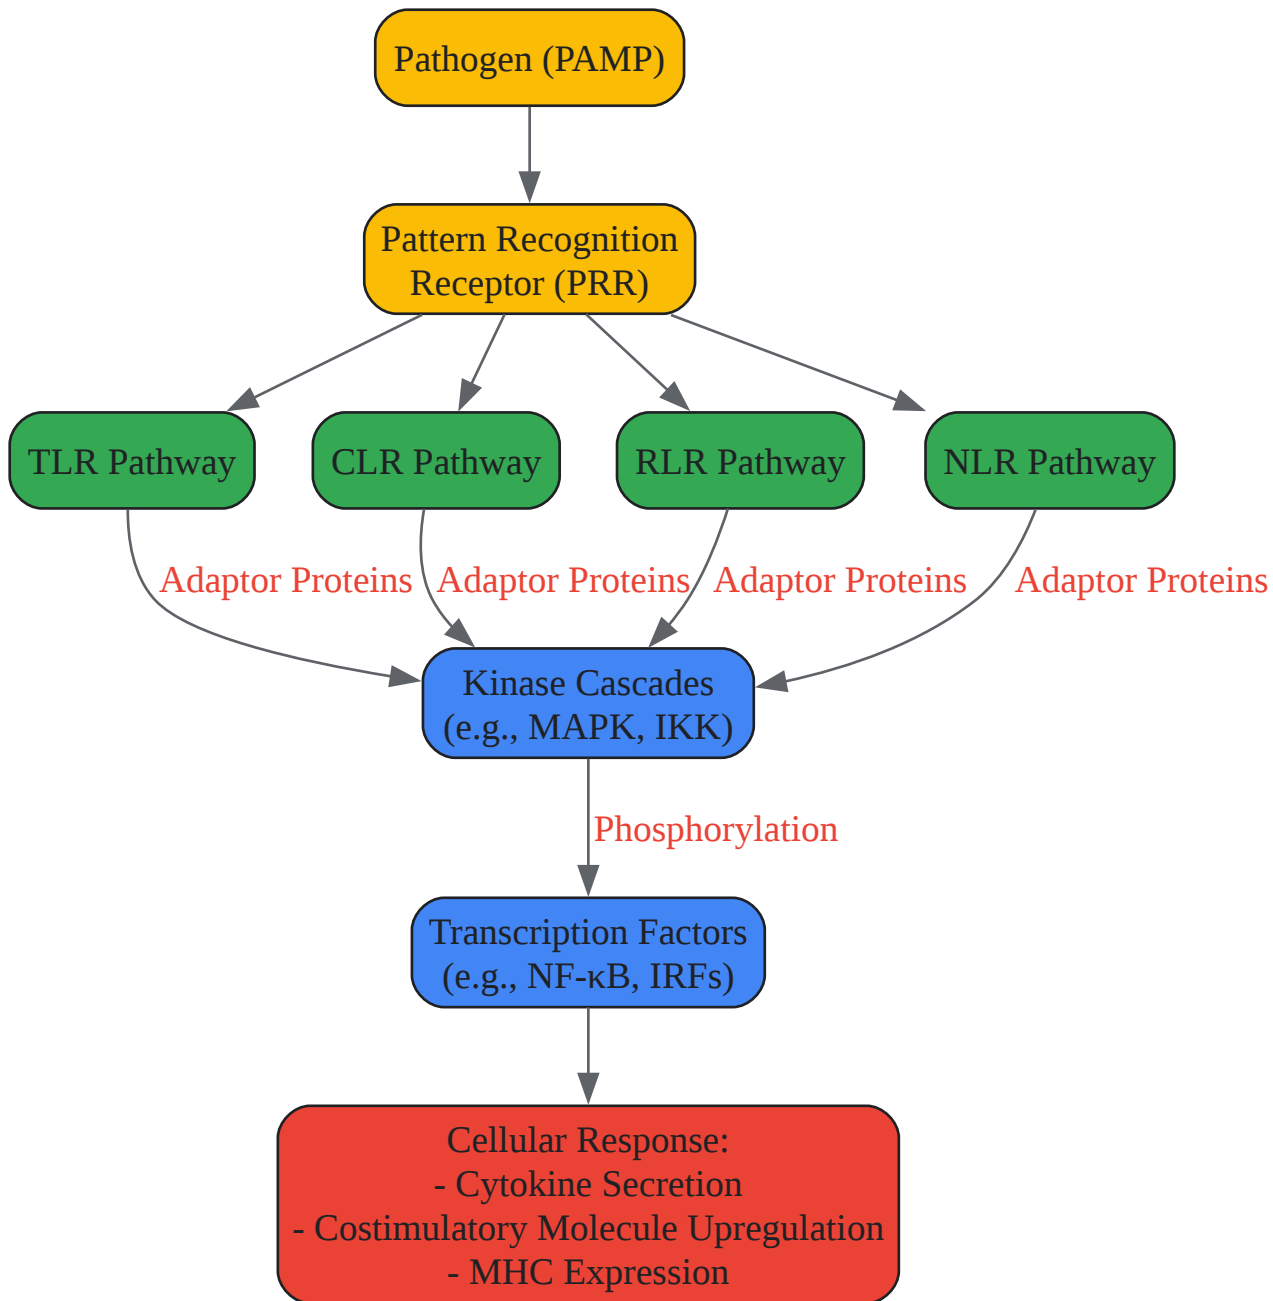 Pathogen (PAMP)
Pattern Recognition
Receptor (PRR)
TLR Pathway
CLR Pathway
RLR Pathway
NLR Pathway
Adaptor Proteins
Adaptor Proteins
Adaptor Proteins
Adaptor Proteins
Kinase Cascades
(e.g., MAPK, IKK)
Phosphorylation
Transcription Factors
(e.g., NF-κB, IRFs)
Cellular Response:
- Cytokine Secretion
- Costimulatory Molecule Upregulation
- MHC Expression